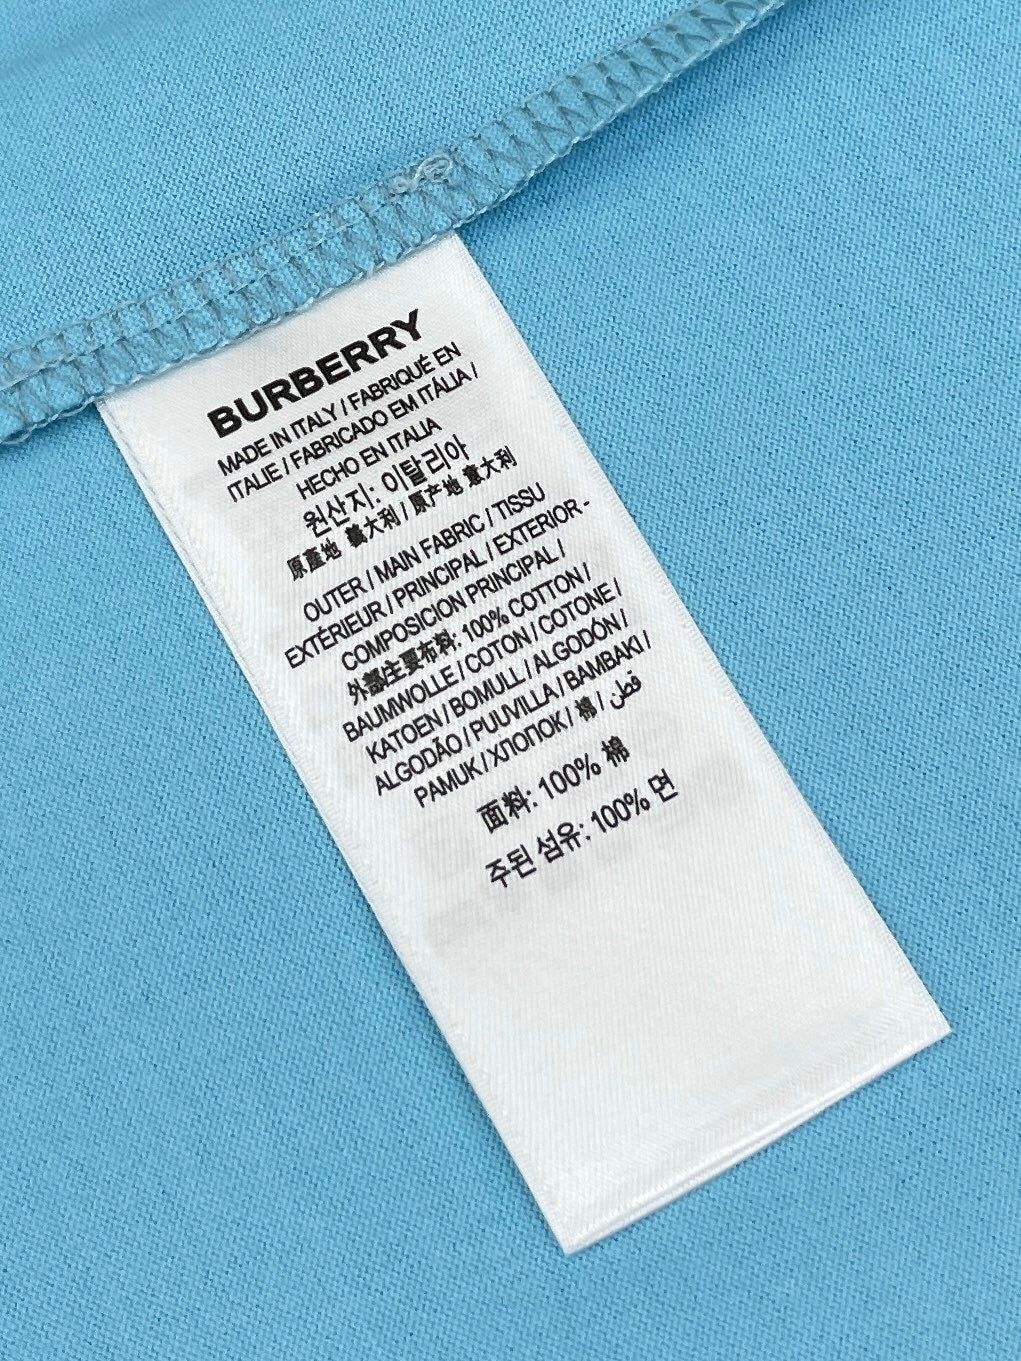 BURBERRY
MADE IN ITALY / FABRIQUÉ EN
ITALIE / FABRICADO EM ITÁLIA /
HECHO EN ITALIA
원산지: 이탈리아
原產地 義大利 / 原产地 意大利
OUTER / MAIN FABRIC / TISSU
EXTÉRIEUR / PRINCIPAL / EXTERIOR -
COMPOSICION PRINCIPAL /
外部主要布料: 100% COTTON /
BAUMWOLLE / COTON / COTONE /
KATOEN / BOMULL / ALGODÓN /
ALGODÃO / PUUVILLA / BAMBAKI /
PAMUK / ХЛОПОК / 棉 / قطن
面料: 100% 棉
주된 섬유: 100% 면